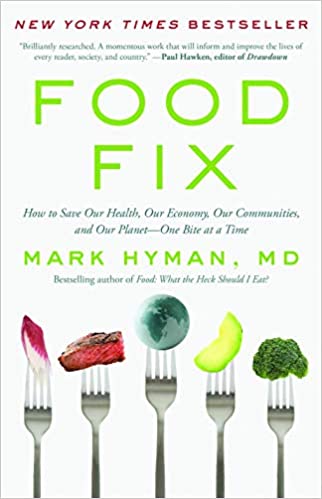 NEW YORK TIMES BESTSELLER
"Brilliantly researched. A momentous work that will inform and improve the lives of
every reader, society, and country." —Paul Hawken, editor of Drawdown
FOOD
FIX
How to Save Our Health, Our Economy, Our Communities,
and Our Planet—One Bite at a Time
MARK HYMAN, MD
Bestselling author of Food: What the Heck Should I Eat?